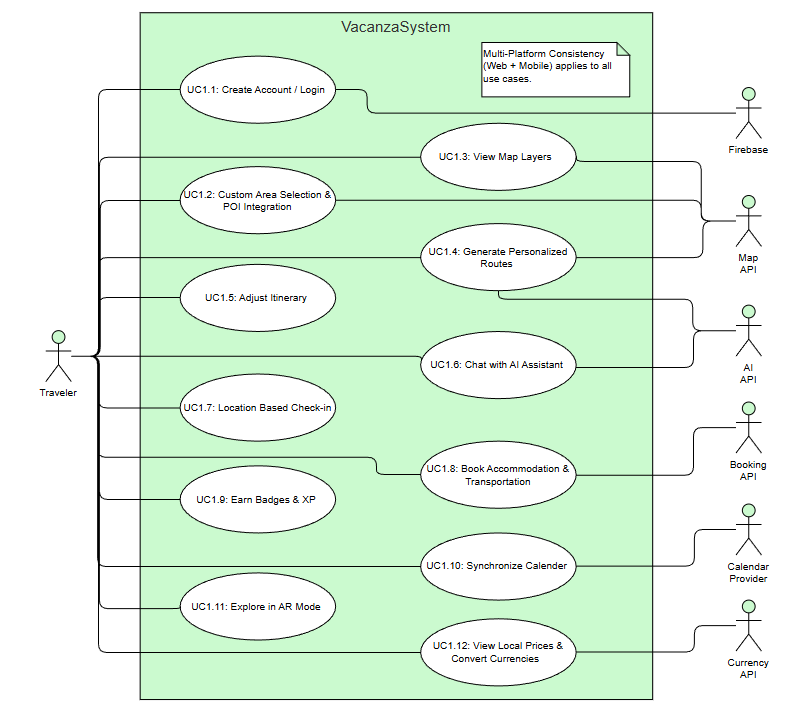 VacanzaSystem
Multi-Platform Consistency
(Web + Mobile) applies to all
use cases.
UC1.1: Create Account / Login
Firebase
UC1.3: View Map Layers
UC1.2: Custom Area Selection &
POI Integration
UC1.4: Generate Personalized
Routes
Map
API
UC1.5: Adjust Itinerary
Traveler
UC1.6: Chat with AI Assistant
AI
API
UC1.7: Location Based Check-in
UC1.8: Book Accommodation &
Transportation
Booking
API
UC1.9: Earn Badges & XP
UC1.10: Synchronize Calender
Calendar
Provider
UC1.11: Explore in AR Mode
UC1.12: View Local Prices &
Convert Currencies
Currency
API